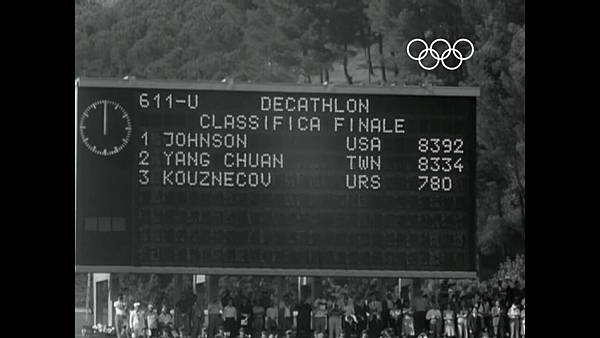 611-U DECATHLON
CLASSIFICA FINALE
1 JOHNSON USA 8392
2 YANG CHUAN TWN 8334
3 KOUZNECOV URS 780